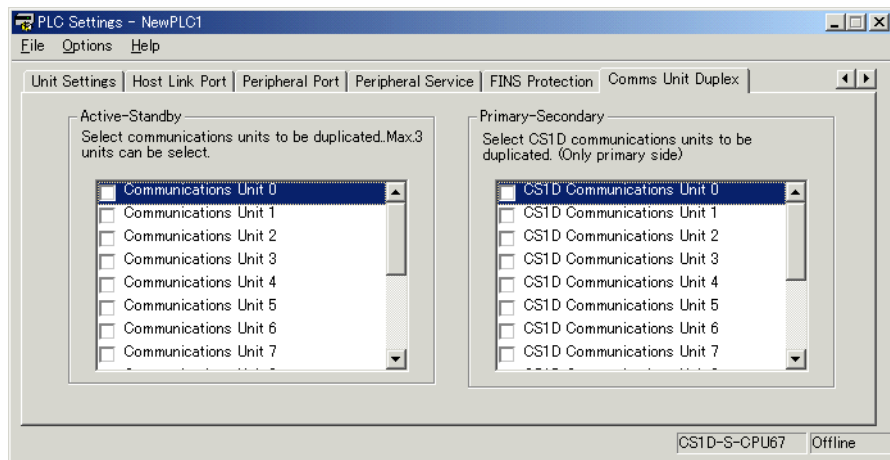 PLC Settings - NewPLC1
File Options Help
Unit Settings Host Link Port Peripheral Port Peripheral Service FINS Protection Comms Unit Duplex
Active-Standby
Select communications units to be duplicated..Max.3
units can be select.
Communications Unit 0
Communications Unit 1
Communications Unit 2
Communications Unit 3
Communications Unit 4
Communications Unit 5
Communications Unit 6
Communications Unit 7
Primary-Secondary
Select CS1D communications units to be
duplicated. (Only primary side)
CS1D Communications Unit 0
CS1D Communications Unit 1
CS1D Communications Unit 2
CS1D Communications Unit 3
CS1D Communications Unit 4
CS1D Communications Unit 5
CS1D Communications Unit 6
CS1D Communications Unit 7
CS1D-S-CPU67 Offline